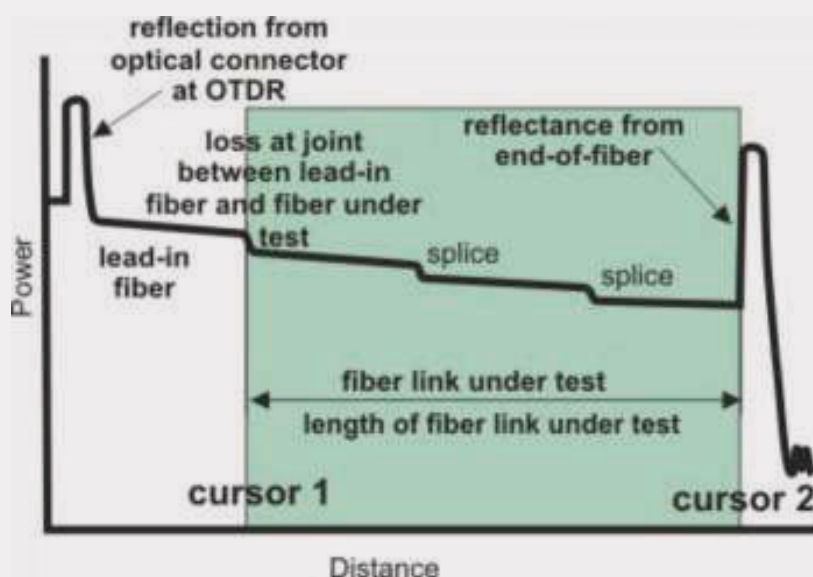 reflection from
optical connector
at OTDR
loss at joint
between lead-in
fiber and fiber under
test
reflectance from
end-of-fiber
lead-in
fiber
splice
splice
Power
fiber link under test
length of fiber link under test
cursor 1
cursor 2
Distance